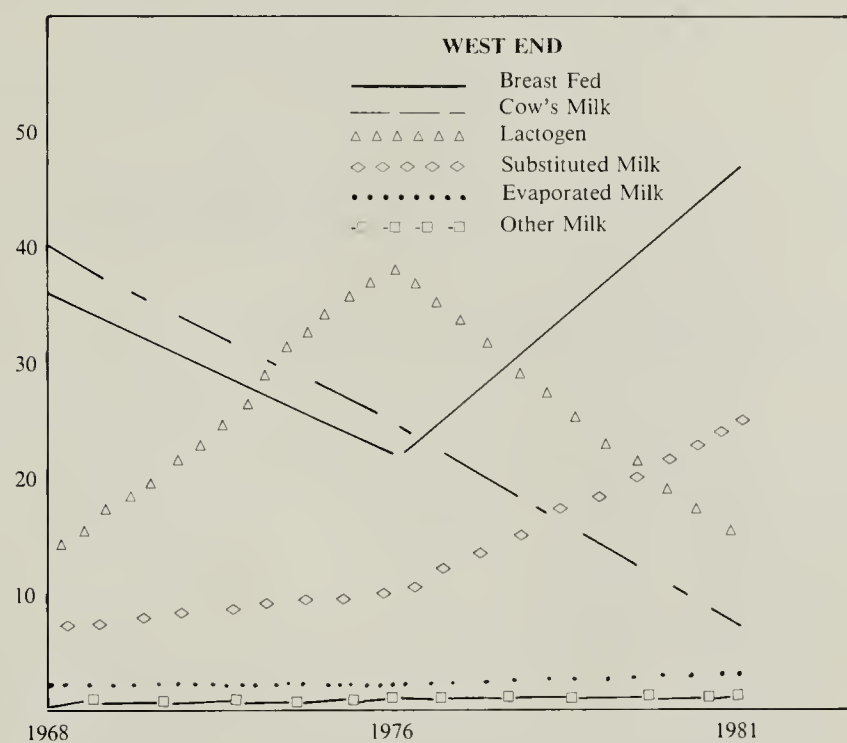 WEST END
Breast Fed
Cow's Milk
Lactogen
Substituted Milk
Evaporated Milk
Other Milk
50
40
30
20
10
1968 1976 1981